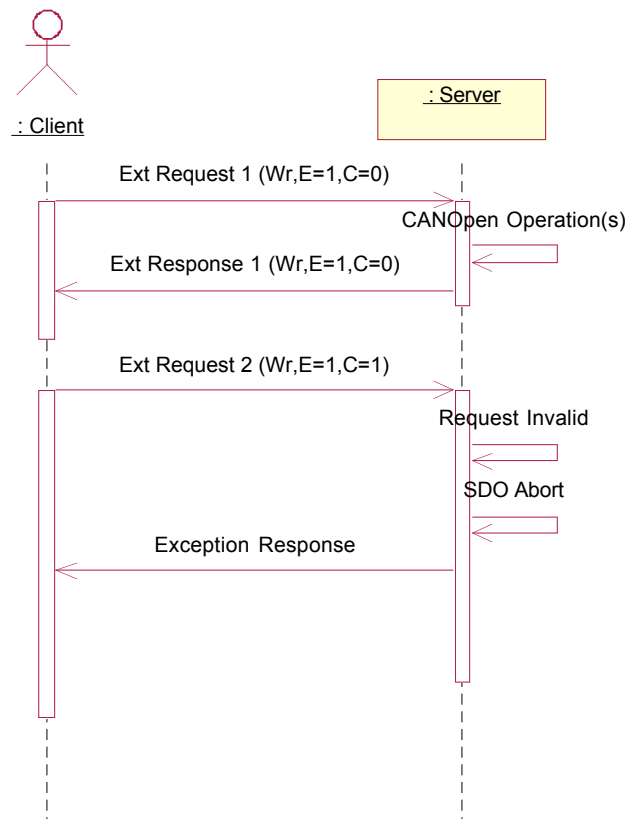 : Client
: Server
Ext Request 1 (Wr,E=1,C=0)
CANOpen Operation(s)
Ext Response 1 (Wr,E=1,C=0)
Ext Request 2 (Wr,E=1,C=1)
Request Invalid
SDO Abort
Exception Response